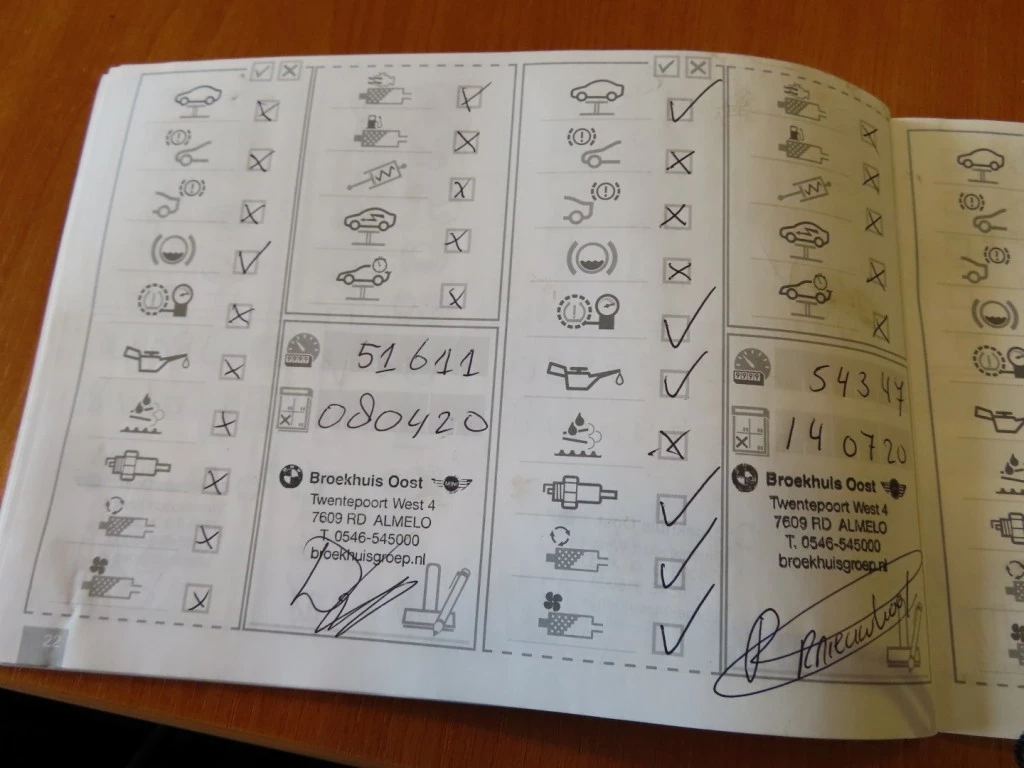 51611
080420
Broekhuis Oost
Twentepoort West 4
7609 RD ALMELO
T. 0546-545000
broekhuisgroep.nl
22
54347
140720
Broekhuis Oost
Twentepoort West 4
7609 RD ALMELO
T. 0546-545000
broekhuisgroep.nl